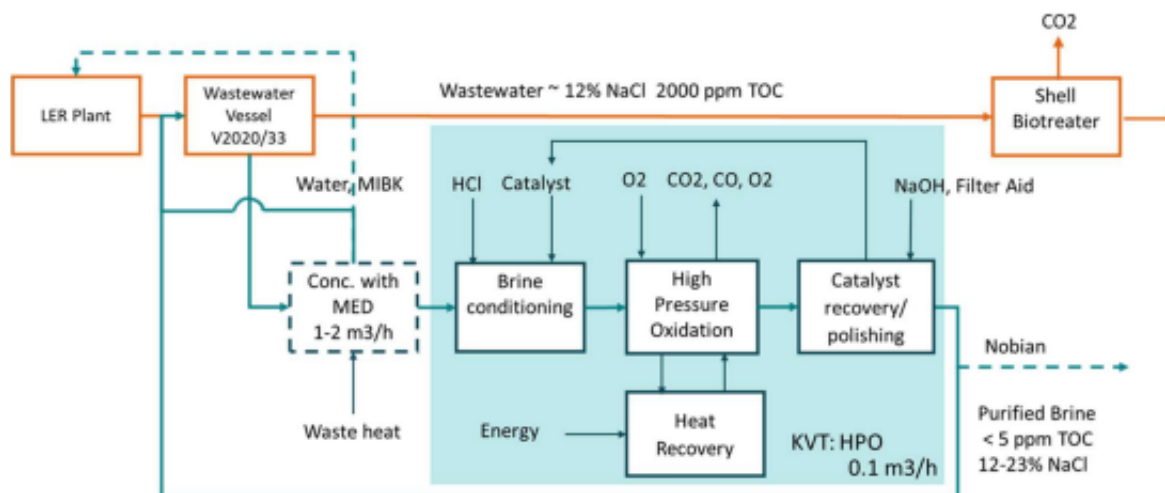 CO2
LER Plant
Wastewater
Vessel
V2020/33
Wastewater ~ 12% NaCl 2000 ppm TOC
Shell
Biotreater
Water, MIBK
HCl
Catalyst
O2
CO2, CO, O2
NaOH, Filter Aid
Conc. with
MED
1-2 m3/h
Brine
conditioning
High
Pressure
Oxidation
Catalyst
recovery/
polishing
Nobian
Waste heat
Energy
Heat
Recovery
KVT: HPO
0.1 m3/h
Purified Brine
< 5 ppm TOC
12-23% NaCl